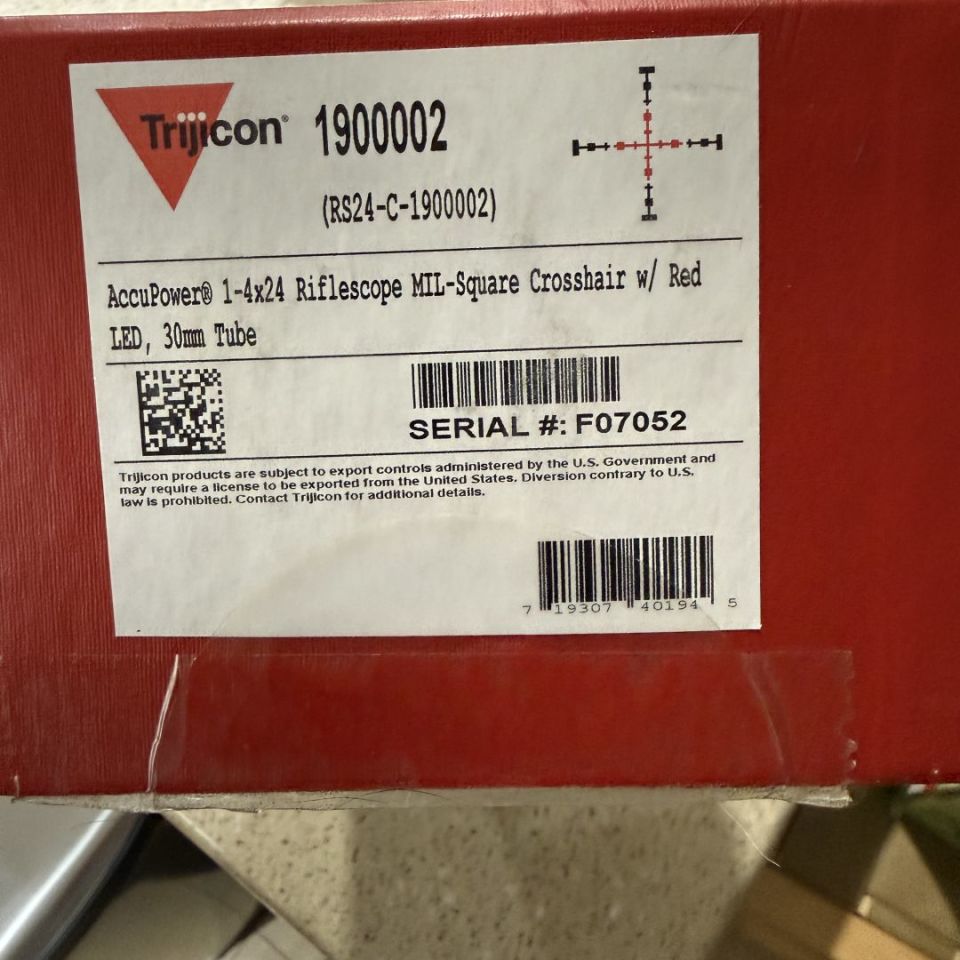 Trijicon® 1900002
(RS24-C-1900002)
AccuPower® 1-4x24 Riflescope MIL-Square Crosshair w/ Red
LED, 30mm Tube
SERIAL #: F07052
Trijicon products are subject to export controls administered by the U.S. Government and
may require a license to be exported from the United States. Diversion contrary to U.S.
law is prohibited. Contact Trijicon for additional details.
7 19307 40194 5